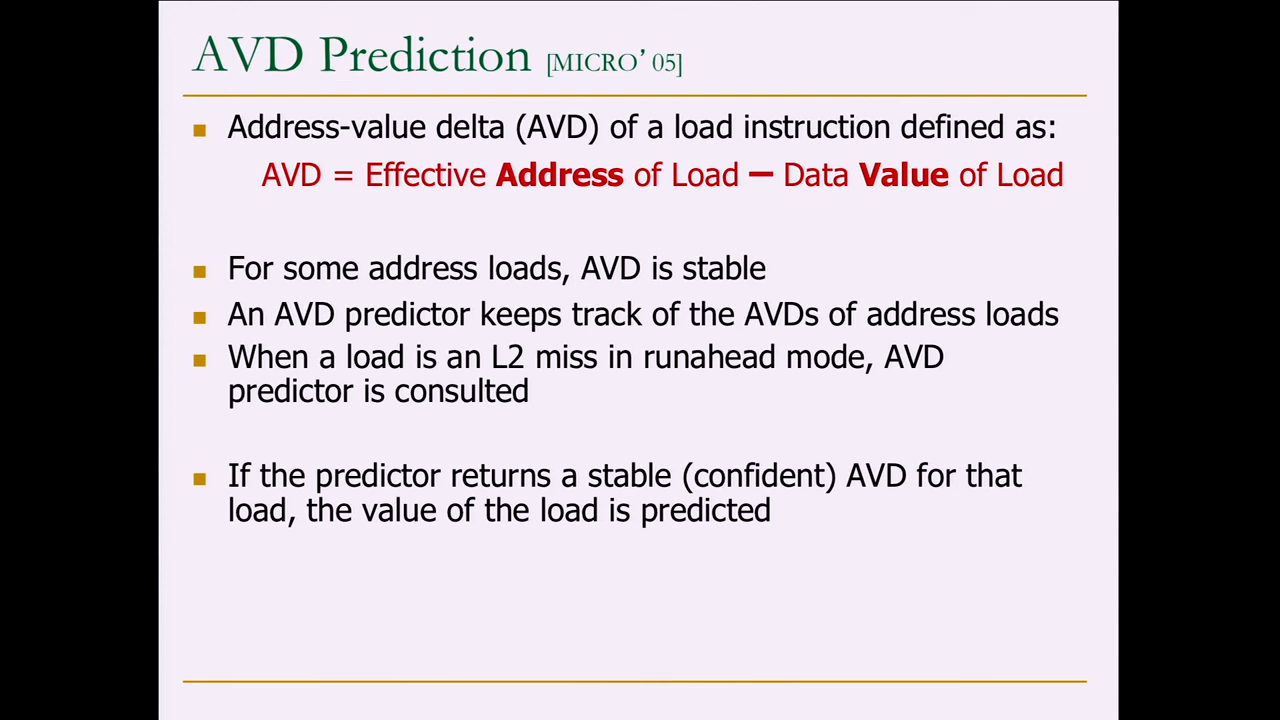 AVD Prediction [MICRO’ 05]
Address-value delta (AVD) of a load instruction defined as:
AVD = Effective Address of Load – Data Value of Load
For some address loads, AVD is stable
An AVD predictor keeps track of the AVDs of address loads
When a load is an L2 miss in runahead mode, AVD
predictor is consulted
If the predictor returns a stable (confident) AVD for that
load, the value of the load is predicted